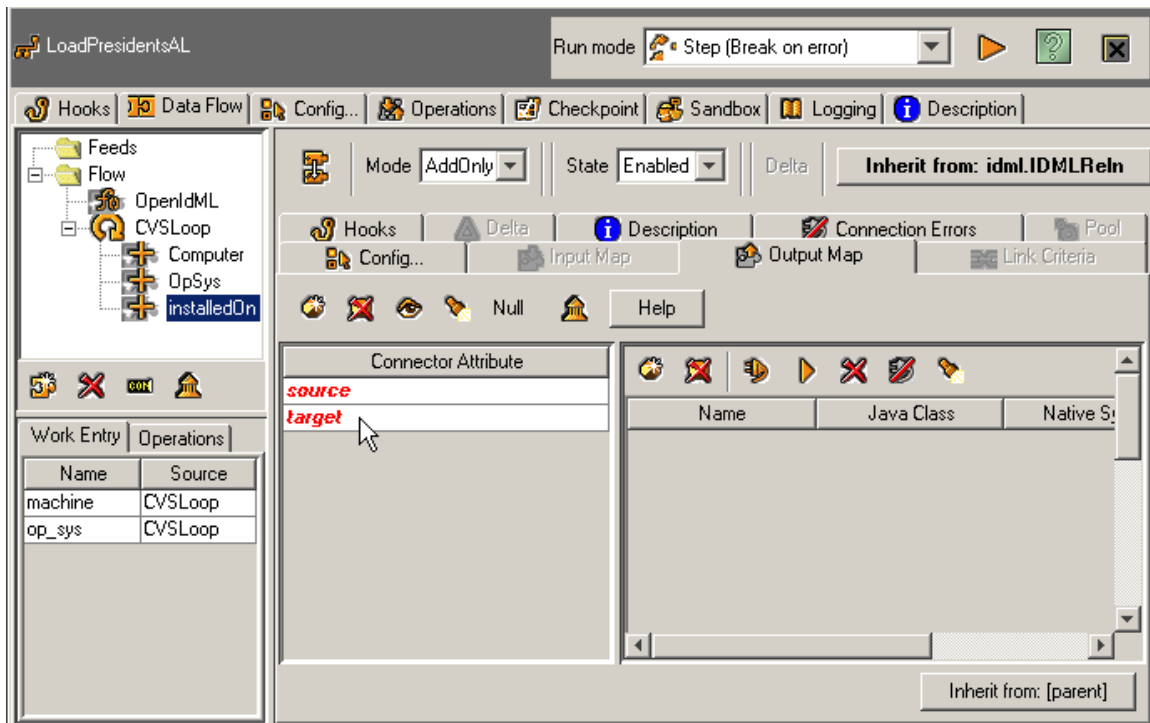 LoadPresidentsAL
Run mode Step (Break on error)
Hooks Data Flow Config... Operations Checkpoint Sandbox Logging Description
Feeds
Flow
OpenIdML
CVSLoop
Computer
OpSys
installedOn
Mode AddOnly State Enabled Delta Inherit from: idml.IDMLReln
Hooks Delta Description Connection Errors Pool
Config... Input Map Output Map Link Criteria
Null Help
Connector Attribute
source
target
Name Java Class Native Sy
Work Entry Operations
Name Source
machine CVSLoop
op_sys CVSLoop
Inherit from: [parent]